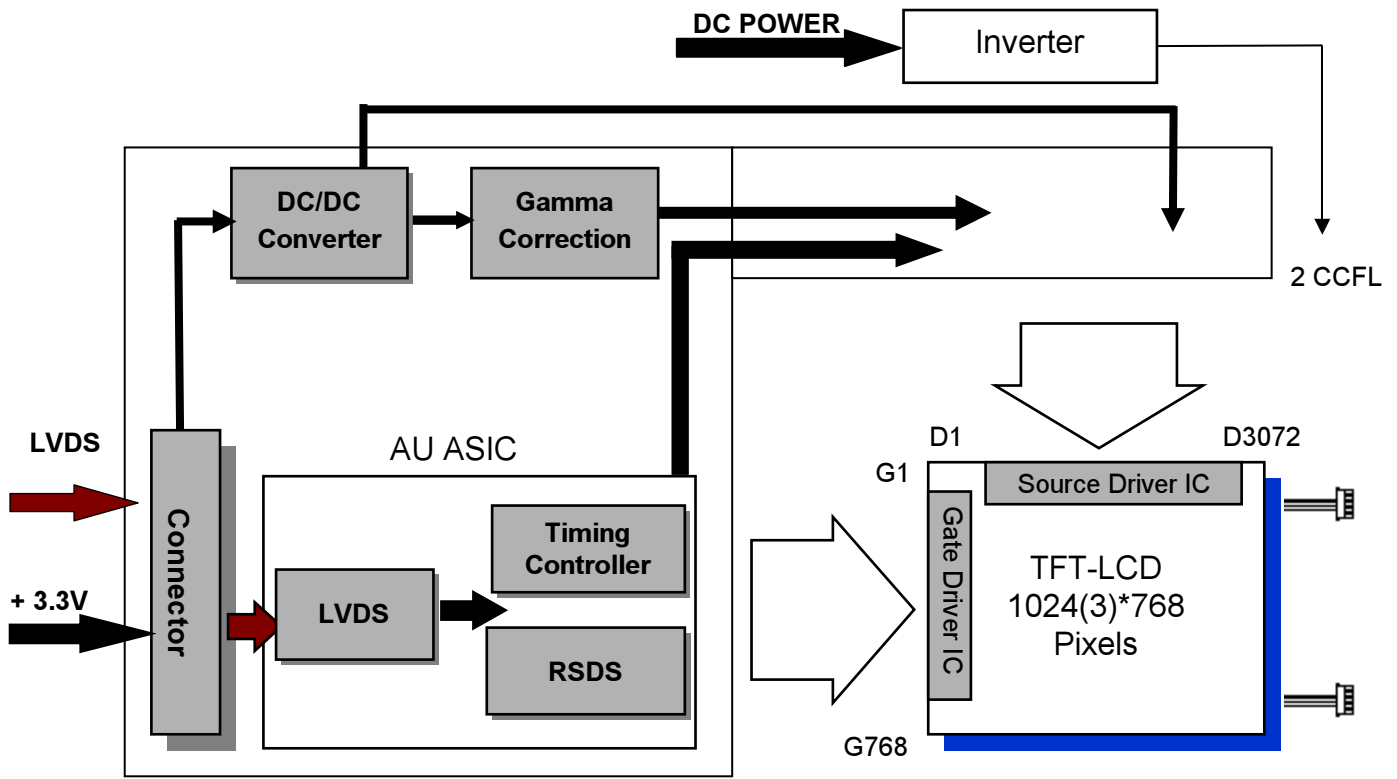 DC POWER
Inverter
DC/DC
Converter
Gamma
Correction
2 CCFL
LVDS
+ 3.3V
Connector
AU ASIC
LVDS
Timing
Controller
RSDS
D1
D3072
G1
G768
Source Driver IC
Gate Driver IC
TFT-LCD
1024(3)*768
Pixels